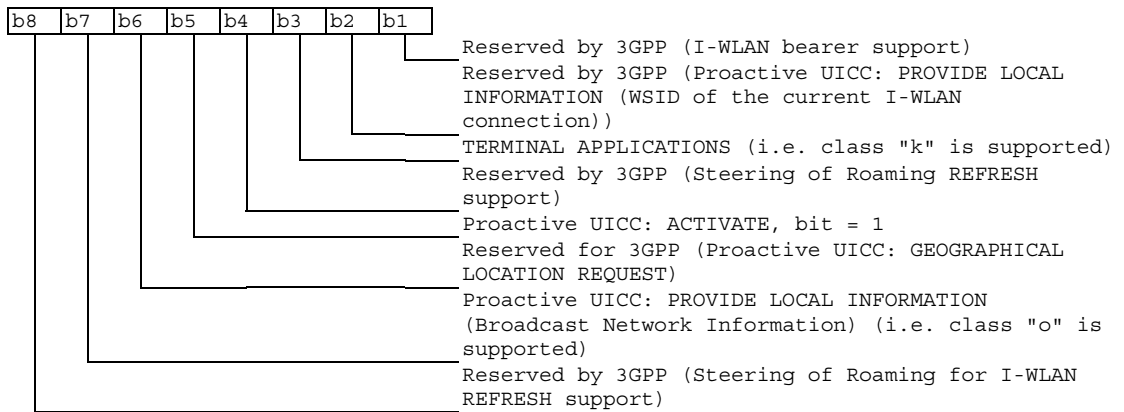 b8 b7 b6 b5 b4 b3 b2 b1
Reserved by 3GPP (I-WLAN bearer support)
Reserved by 3GPP (Proactive UICC: PROVIDE LOCAL
INFORMATION (WSID of the current I-WLAN
connection))
TERMINAL APPLICATIONS (i.e. class "k" is supported)
Reserved by 3GPP (Steering of Roaming REFRESH
support)
Proactive UICC: ACTIVATE, bit = 1
Reserved for 3GPP (Proactive UICC: GEOGRAPHICAL
LOCATION REQUEST)
Proactive UICC: PROVIDE LOCAL INFORMATION
(Broadcast Network Information) (i.e. class "o" is
supported)
Reserved by 3GPP (Steering of Roaming for I-WLAN
REFRESH support)